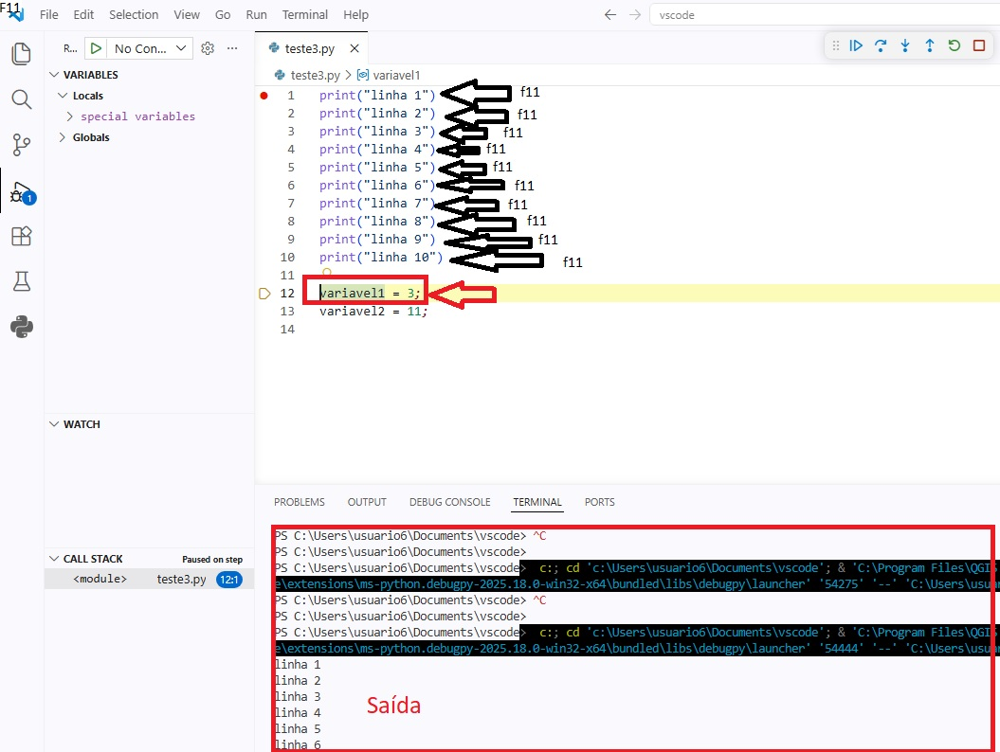 F11
File Edit Selection View Go Run Terminal Help
vscode
R... No Con... ...
teste3.py
VARIABLES
teste3.py > variavel1
Locals
special variables
Globals
1 print("linha 1") f11
2 print("linha 2") f11
3 print("linha 3") f11
4 print("linha 4") f11
5 print("linha 5") f11
6 print("linha 6") f11
7 print("linha 7") f11
8 print("linha 8") f11
9 print("linha 9") f11
10 print("linha 10") f11
11
12 variavel1 = 3;
13 variavel2 = 11;
14
1
WATCH
CALL STACK Paused on step
<module> teste3.py 12:1
PROBLEMS OUTPUT DEBUG CONSOLE TERMINAL PORTS
PS C:\Users\usuario6\Documents\vscode> ^C
PS C:\Users\usuario6\Documents\vscode>
PS C:\Users\usuario6\Documents\vscode> c:; cd 'c:\Users\usuario6\Documents\vscode'; & 'C:\Program Files\QGIS
e\extensions\ms-python.debugpy-2025.18.0-win32-x64\bundled\libs\debugpy\launcher' '54275' '--' 'C:\Users\usua
PS C:\Users\usuario6\Documents\vscode> ^C
PS C:\Users\usuario6\Documents\vscode>
PS C:\Users\usuario6\Documents\vscode> c:; cd 'c:\Users\usuario6\Documents\vscode'; & 'C:\Program Files\QGIS
e\extensions\ms-python.debugpy-2025.18.0-win32-x64\bundled\libs\debugpy\launcher' '54444' '--' 'C:\Users\usua
linha 1
linha 2
linha 3
linha 4
linha 5
linha 6
Saída